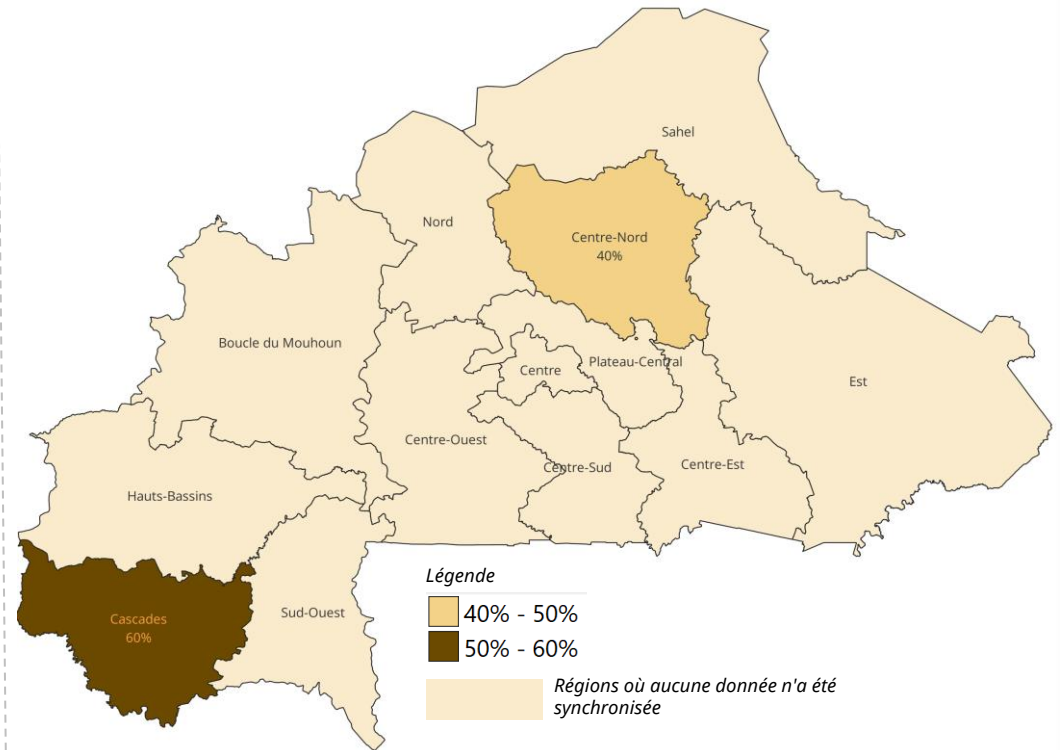 Sahel
Nord
Centre-Nord
40%
Boucle du Mouhoun
Plateau-Central
Centre
Est
Centre-Ouest
Centre-Sud
Centre-Est
Hauts-Bassins
Cascades
60%
Sud-Ouest
Légende
40% - 50%
50% - 60%
Régions où aucune donnée n'a été
synchronisée